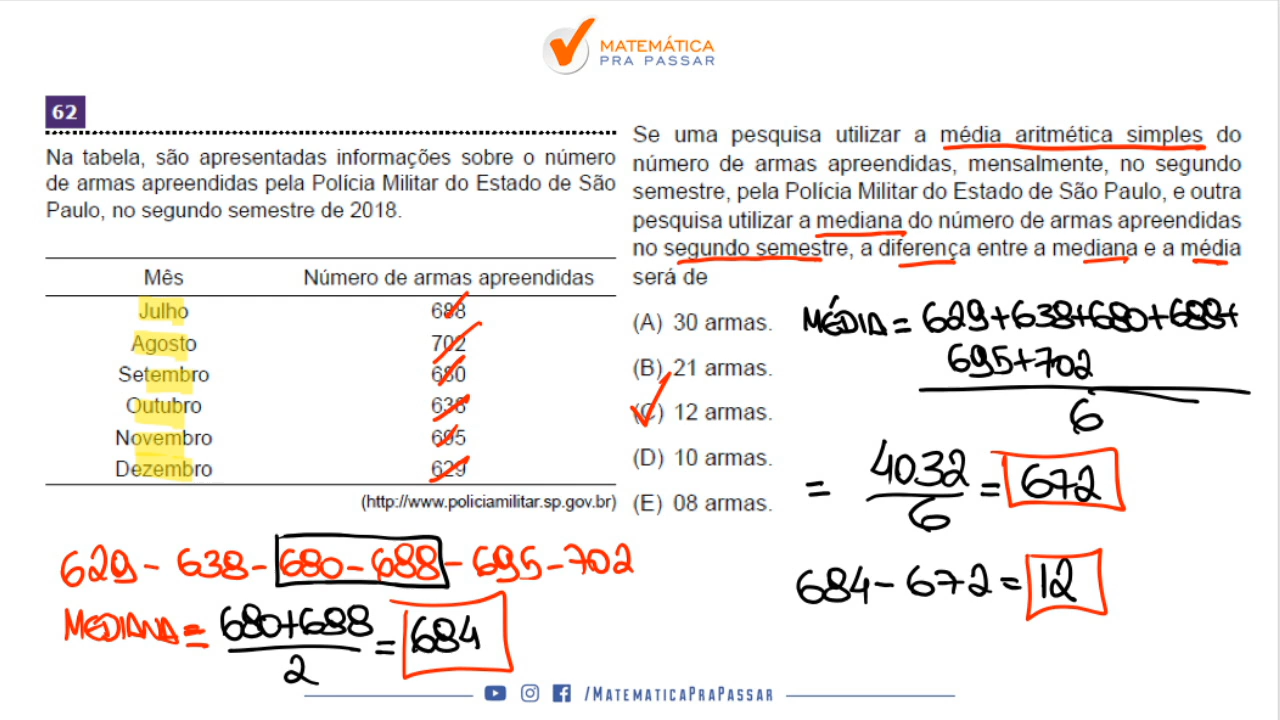 MATEMÁTICA
PRA PASSAR
62
Na tabela, são apresentadas informações sobre o número
de armas apreendidas pela Polícia Militar do Estado de São
Paulo, no segundo semestre de 2018.
Mês Número de armas apreendidas
Julho 688
Agosto 702
Setembro 680
Outubro 638
Novembro 695
Dezembro 629
(http://www.policiamilitar.sp.gov.br)
629 - 638 - 680 - 688 - 695 - 702
MEDIANA = 680+688
2
= 684
Se uma pesquisa utilizar a média aritmética simples do
número de armas apreendidas, mensalmente, no segundo
semestre, pela Polícia Militar do Estado de São Paulo, e outra
pesquisa utilizar a mediana do número de armas apreendidas
no segundo semestre, a diferença entre a mediana e a média
será de
(A) 30 armas.
(B) 21 armas.
(C) 12 armas.
(D) 10 armas.
(E) 08 armas.
MÉDIA = 629+638+680+688+
695+702
6
= 4032
6
= 672
684 - 672 = 12
/MatematicaPraPassar